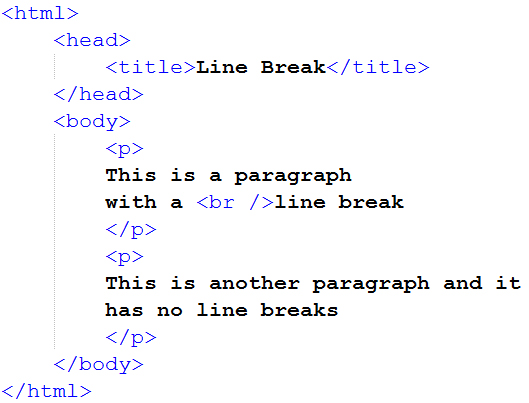 <html>
    <head>
        <title>Line Break</title>
    </head>
    <body>
        <p>
        This is a paragraph
        with a <br />line break
        </p>
        <p>
        This is another paragraph and it
        has no line breaks
        </p>
    </body>
</html>